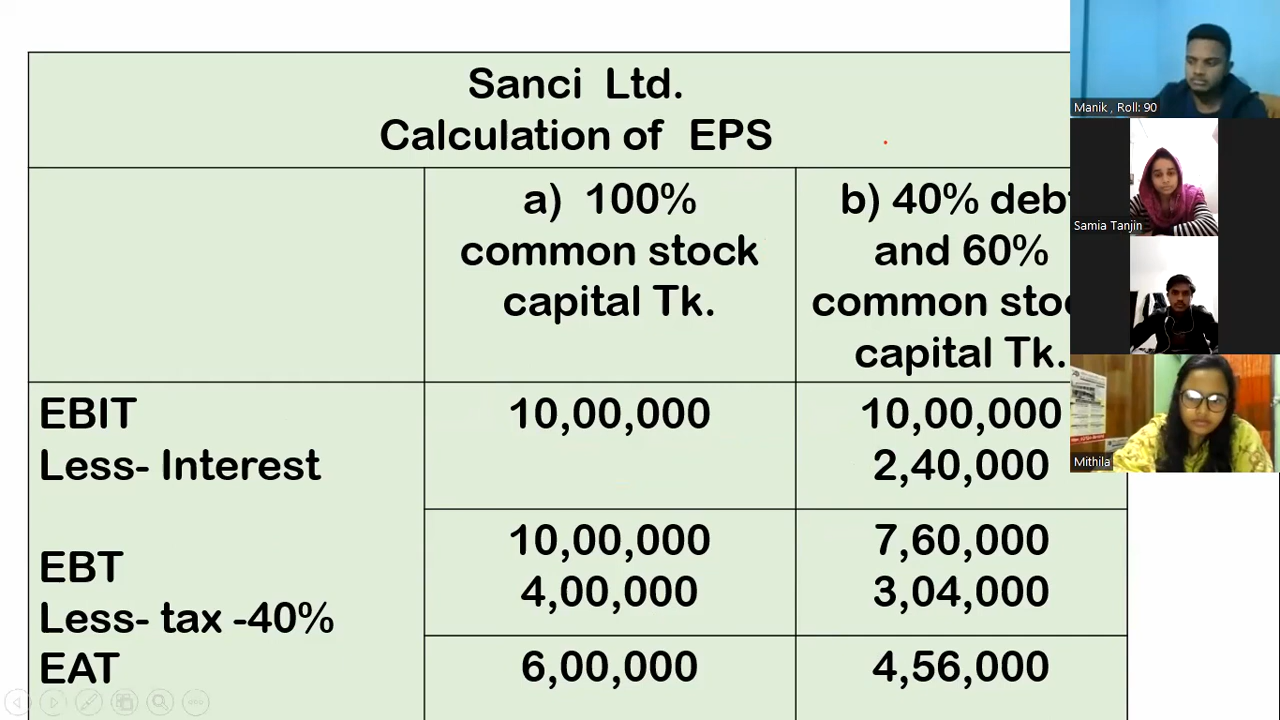 Sanci Ltd.
Calculation of EPS
a) 100%
common stock
capital Tk.
b) 40% debt
and 60%
common
capital Tk.
EBIT
Less- Interest
10,00,000
10,00,000
2,40,000
EBT
Less- tax -40%
EAT
10,00,000
4,00,000
7,60,000
3,04,000
6,00,000
4,56,000
Manik , Roll: 90
Samia Tanjin
Mithila